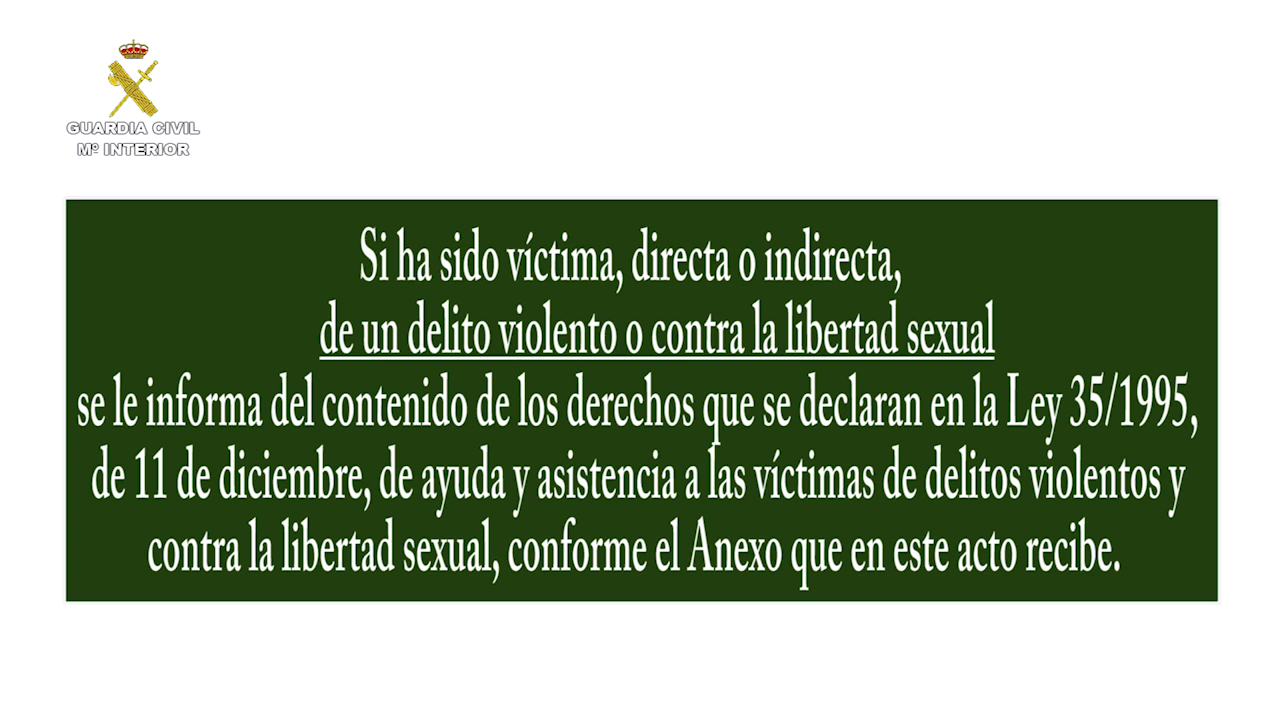 GUARDIA CIVIL
Mº INTERIOR
Si ha sido víctima, directa o indirecta,
de un delito violento o contra la libertad sexual
se le informa del contenido de los derechos que se declaran en la Ley 35/1995,
de 11 de diciembre, de ayuda y asistencia a las víctimas de delitos violentos y
contra la libertad sexual, conforme el Anexo que en este acto recibe.